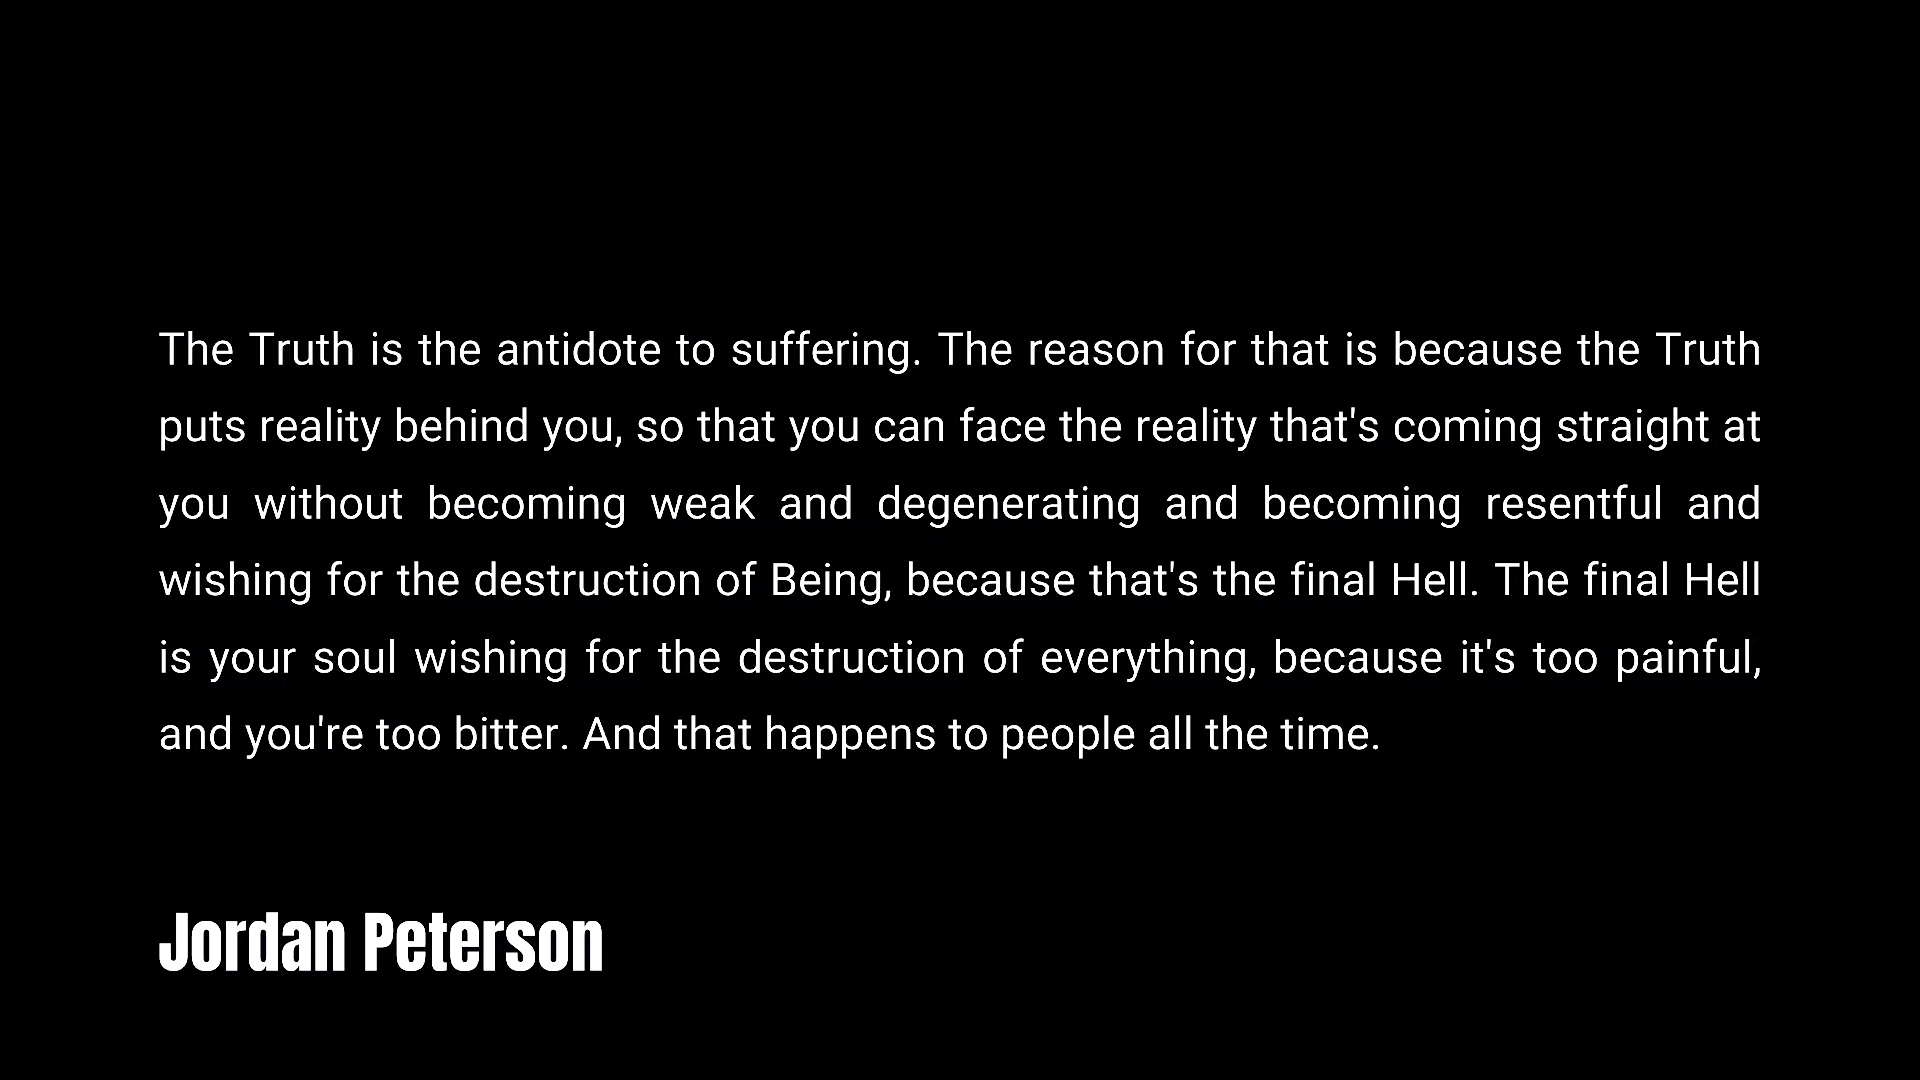 The Truth is the antidote to suffering. The reason for that is because the Truth
puts reality behind you, so that you can face the reality that's coming straight at
you without becoming weak and degenerating and becoming resentful and
wishing for the destruction of Being, because that's the final Hell. The final Hell
is your soul wishing for the destruction of everything, because it's too painful,
and you're too bitter. And that happens to people all the time.
Jordan Peterson